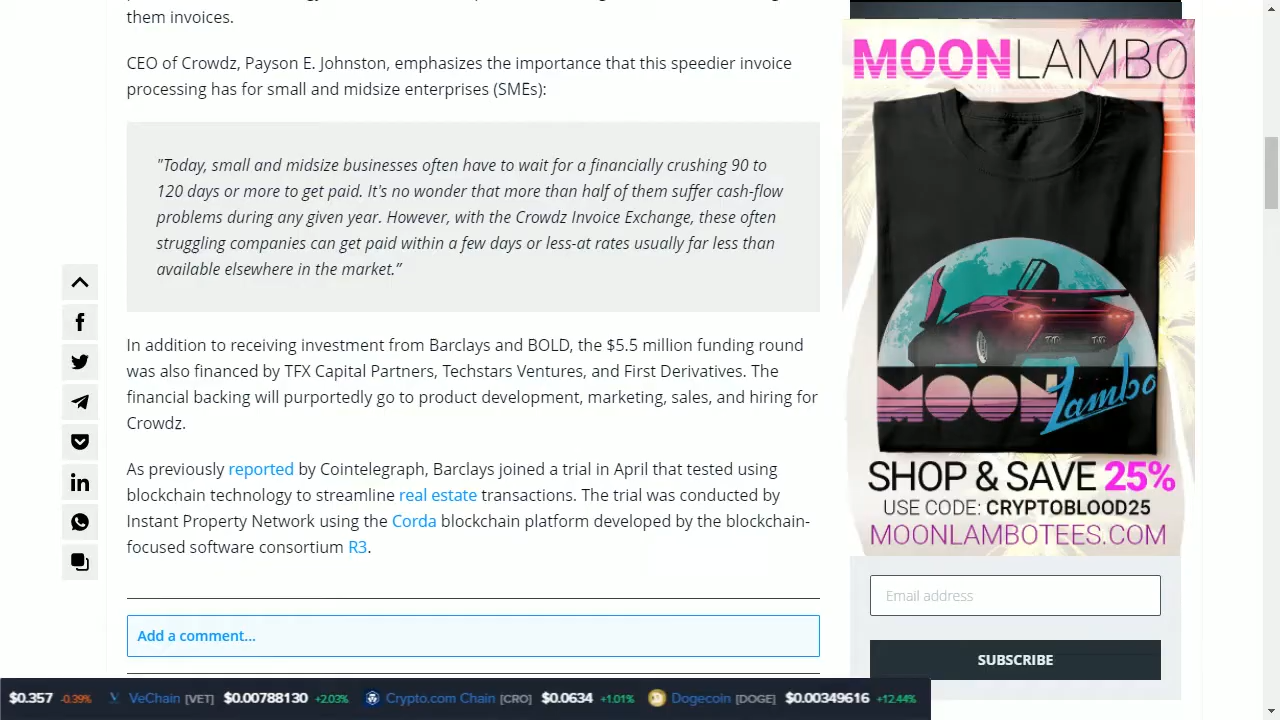 them invoices.
CEO of Crowdz, Payson E. Johnston, emphasizes the importance that this speedier invoice
processing has for small and midsize enterprises (SMEs):
"Today, small and midsize businesses often have to wait for a financially crushing 90 to
120 days or more to get paid. It's no wonder that more than half of them suffer cash-flow
problems during any given year. However, with the Crowdz Invoice Exchange, these often
struggling companies can get paid within a few days or less-at rates usually far less than
available elsewhere in the market.”
In addition to receiving investment from Barclays and BOLD, the $5.5 million funding round
was also financed by TFX Capital Partners, Techstars Ventures, and First Derivatives. The
financial backing will purportedly go to product development, marketing, sales, and hiring for
Crowdz.
As previously reported by Cointelegraph, Barclays joined a trial in April that tested using
blockchain technology to streamline real estate transactions. The trial was conducted by
Instant Property Network using the Corda blockchain platform developed by the blockchain-
focused software consortium R3.
Add a comment...
MOONLAMBO
MOON Lambo
SHOP & SAVE 25%
USE CODE: CRYPTOBLOOD25
MOONLAMBOTEES.COM
Email address
SUBSCRIBE
$0.357 -0.39% VeChain [VET] $0.00788130 +2.03% Crypto.com Chain [CRO] $0.0634 +1.01% Dogecoin [DOGE] $0.00349616 +12.44%